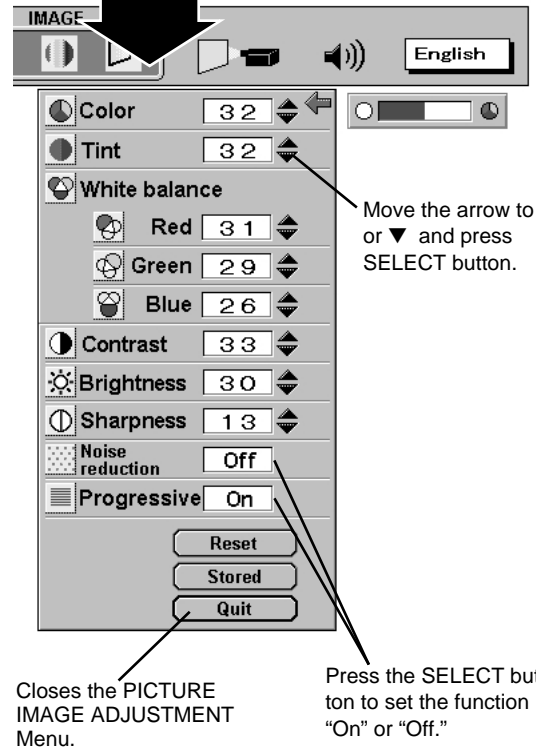 IMAGE
English
Color 32
Tint 32
White balance
Red 31
Green 29
Blue 26
Contrast 33
Brightness 30
Sharpness 13
Noise
reduction Off
Progressive On
Reset
Stored
Quit
Move the arrow to
or ▼ and press
SELECT button.
Closes the PICTURE
IMAGE ADJUSTMENT
Menu.
Press the SELECT but
ton to set the function
“On” or “Off.”